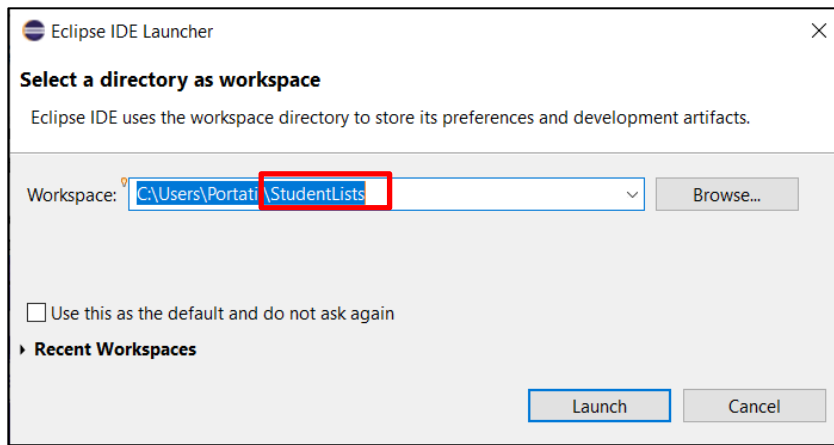 Eclipse IDE Launcher
Select a directory as workspace
Eclipse IDE uses the workspace directory to store its preferences and development artifacts.
Workspace: C:\Users\Portati\StudentLists Browse...
Use this as the default and do not ask again
Recent Workspaces
Launch Cancel